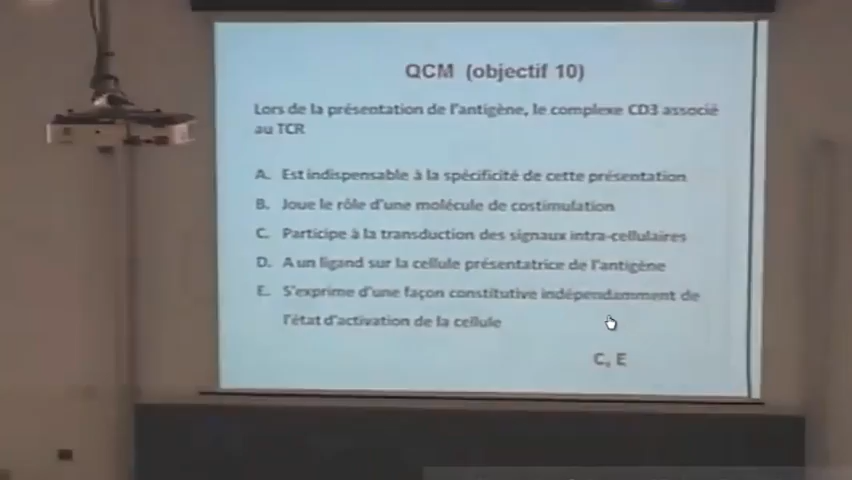 QCM (objectif 10)
Lors de la présentation de l'antigène, le complexe CD3 associé
au TCR
A. Est indispensable à la spécificité de cette présentation
B. Joue le rôle d'une molécule de costimulation
C. Participe à la transduction des signaux intra-cellulaires
D. A un ligand sur la cellule présentatrice de l'antigène
E. S'exprime d'une façon constitutive indépendamment de
l'état d'activation de la cellule
C, E